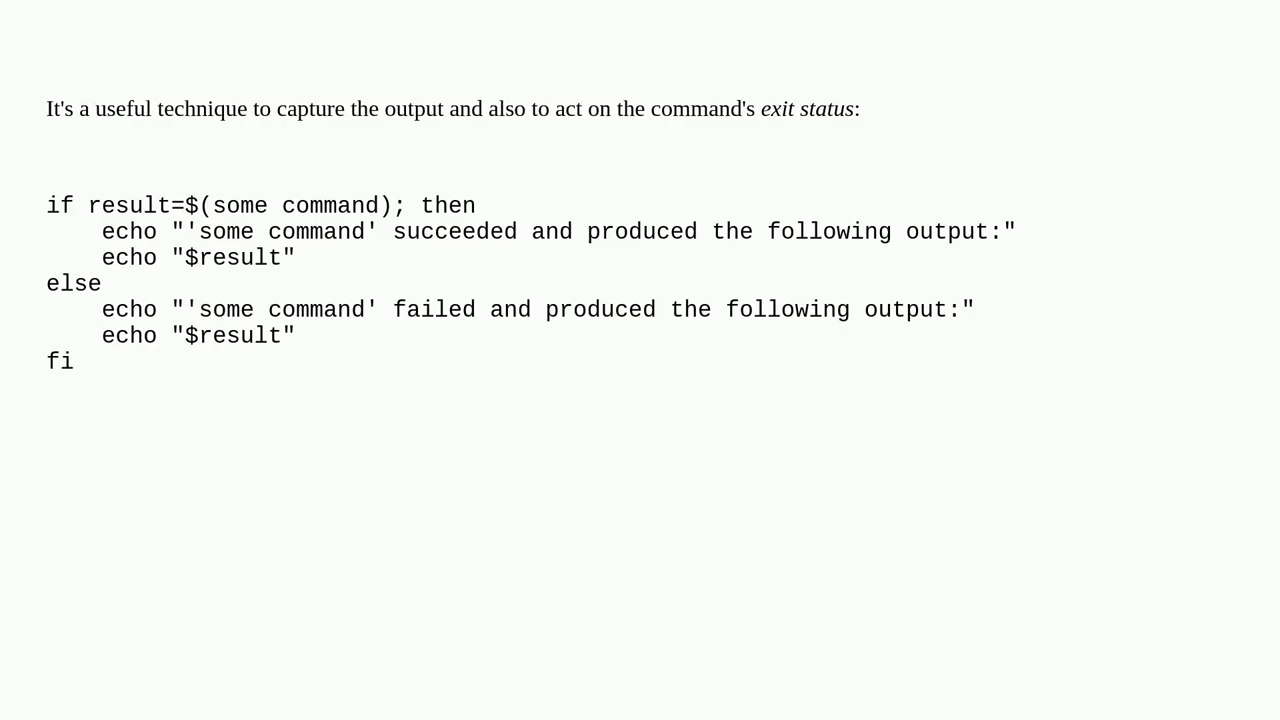 It's a useful technique to capture the output and also to act on the command's exit status:
if result=$(some command); then
    echo "'some command' succeeded and produced the following output:"
    echo "$result"
else
    echo "'some command' failed and produced the following output:"
    echo "$result"
fi